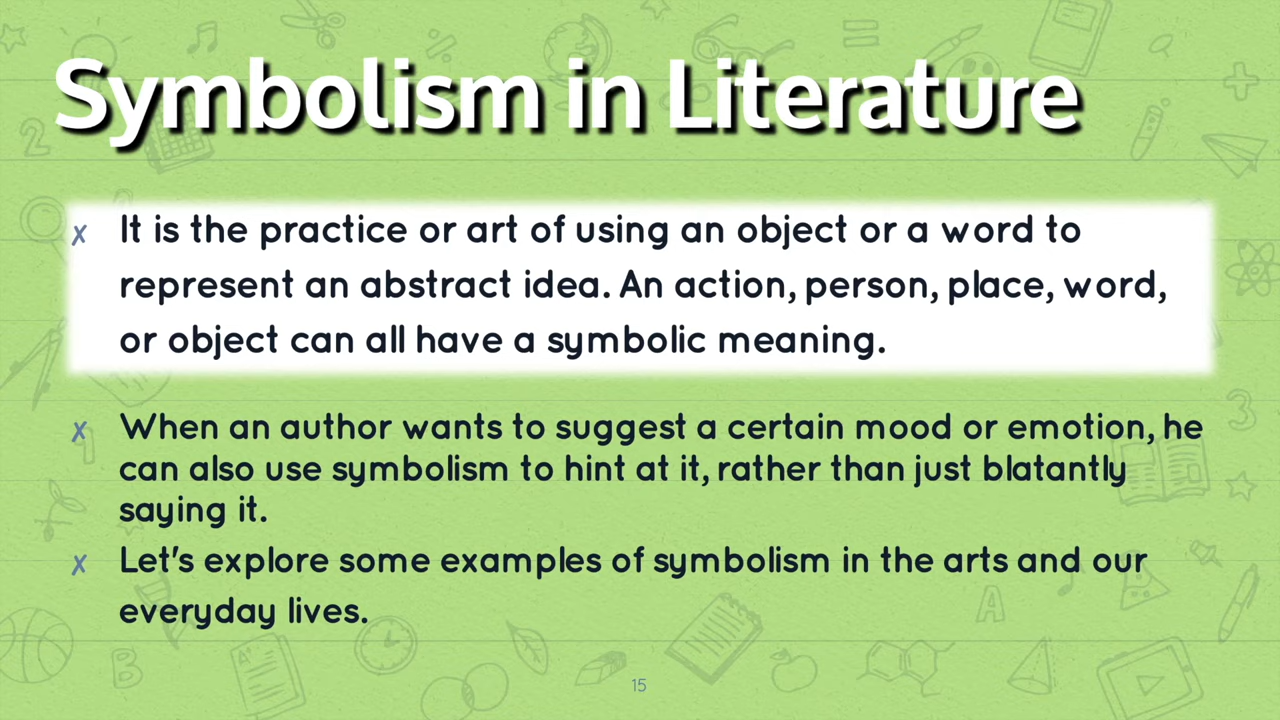 Symbolism in Literature
x It is the practice or art of using an object or a word to
represent an abstract idea. An action, person, place, word,
or object can all have a symbolic meaning.
x When an author wants to suggest a certain mood or emotion, he
can also use symbolism to hint at it, rather than just blatantly
saying it.
x Let's explore some examples of symbolism in the arts and our
everyday lives.
15